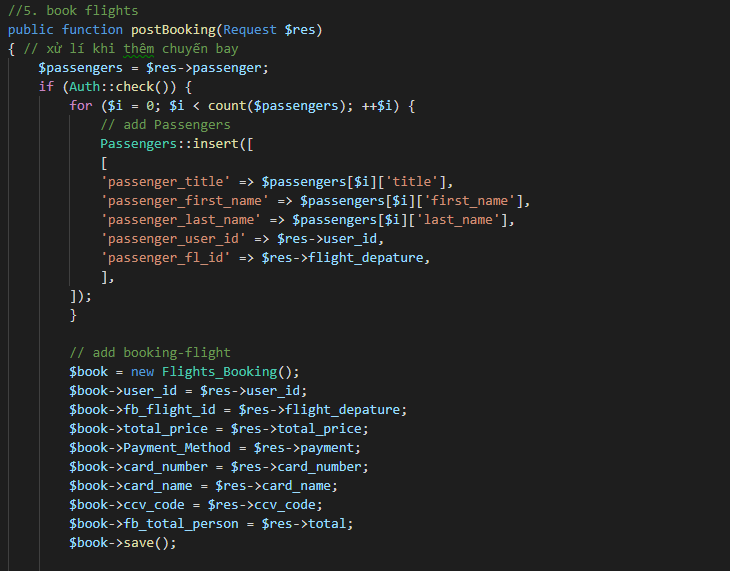 //5. book flights
public function postBooking(Request $res)
{ // xử lí khi thêm chuyến bay
$passengers = $res->passenger;
if (Auth::check()) {
for ($i = 0; $i < count($passengers); ++$i) {
// add Passengers
Passengers::insert([
[
'passenger_title' => $passengers[$i]['title'],
'passenger_first_name' => $passengers[$i]['first_name'],
'passenger_last_name' => $passengers[$i]['last_name'],
'passenger_user_id' => $res->user_id,
'passenger_fl_id' => $res->flight_depature,
],
]);
}
// add booking-flight
$book = new Flights_Booking();
$book->user_id = $res->user_id;
$book->fb_flight_id = $res->flight_depature;
$book->total_price = $res->total_price;
$book->Payment_Method = $res->payment;
$book->card_number = $res->card_number;
$book->card_name = $res->card_name;
$book->ccv_code = $res->ccv_code;
$book->fb_total_person = $res->total;
$book->save();